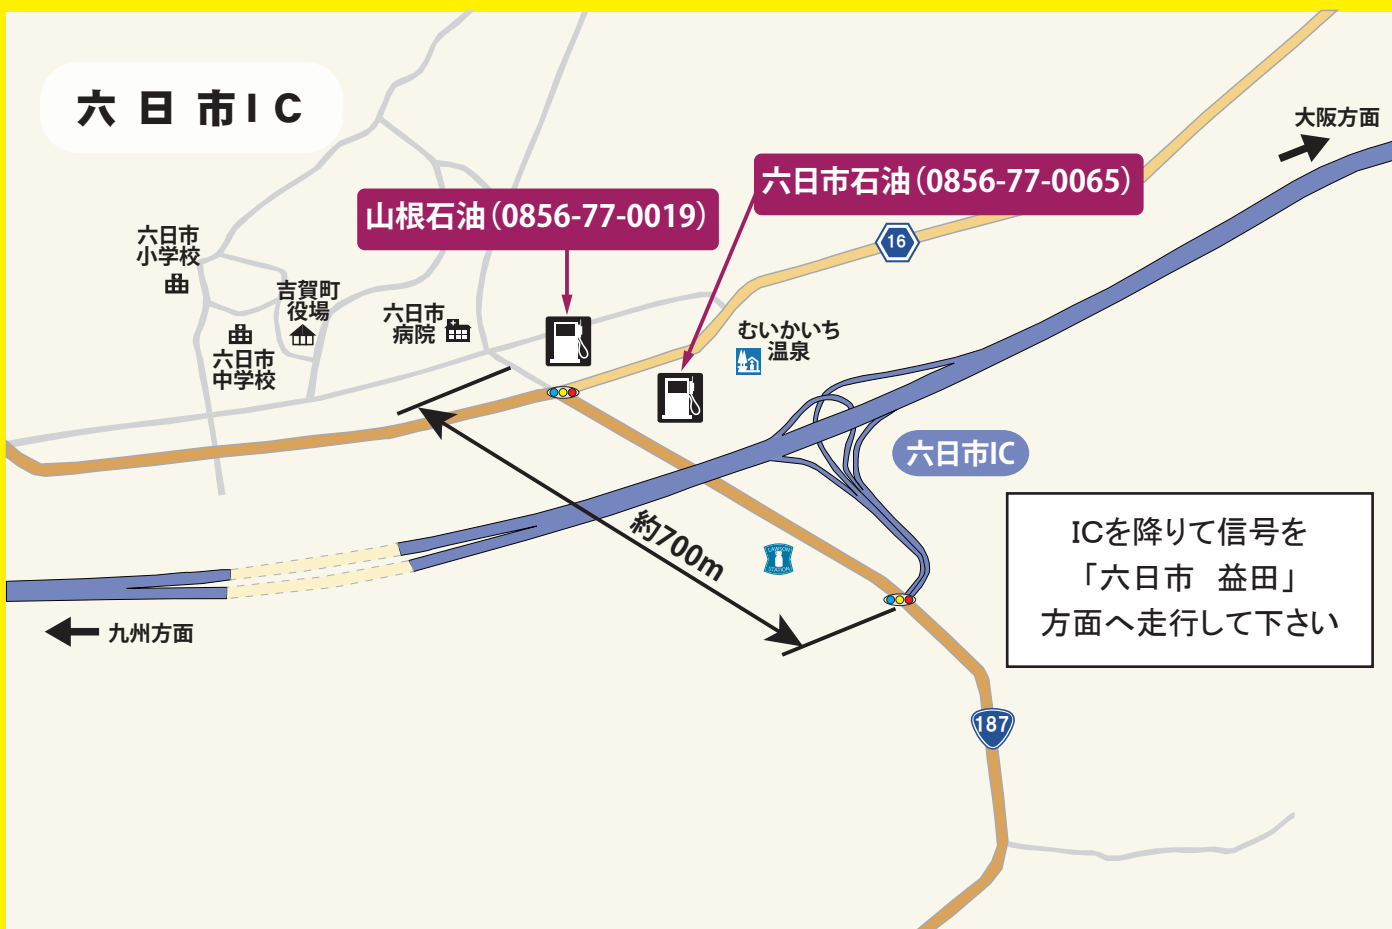 六日市IC
大阪方面
六日市石油（0856-77-0065）
山根石油（0856-77-0019）
16
六日市
小学校
吉賀町
役場
六日市
病院
六日市
中学校
むいかいち
温泉
六日市IC
約700m
LAWSON
STATION
ICを降りて信号を
「六日市　益田」
方面へ走行して下さい
九州方面
187